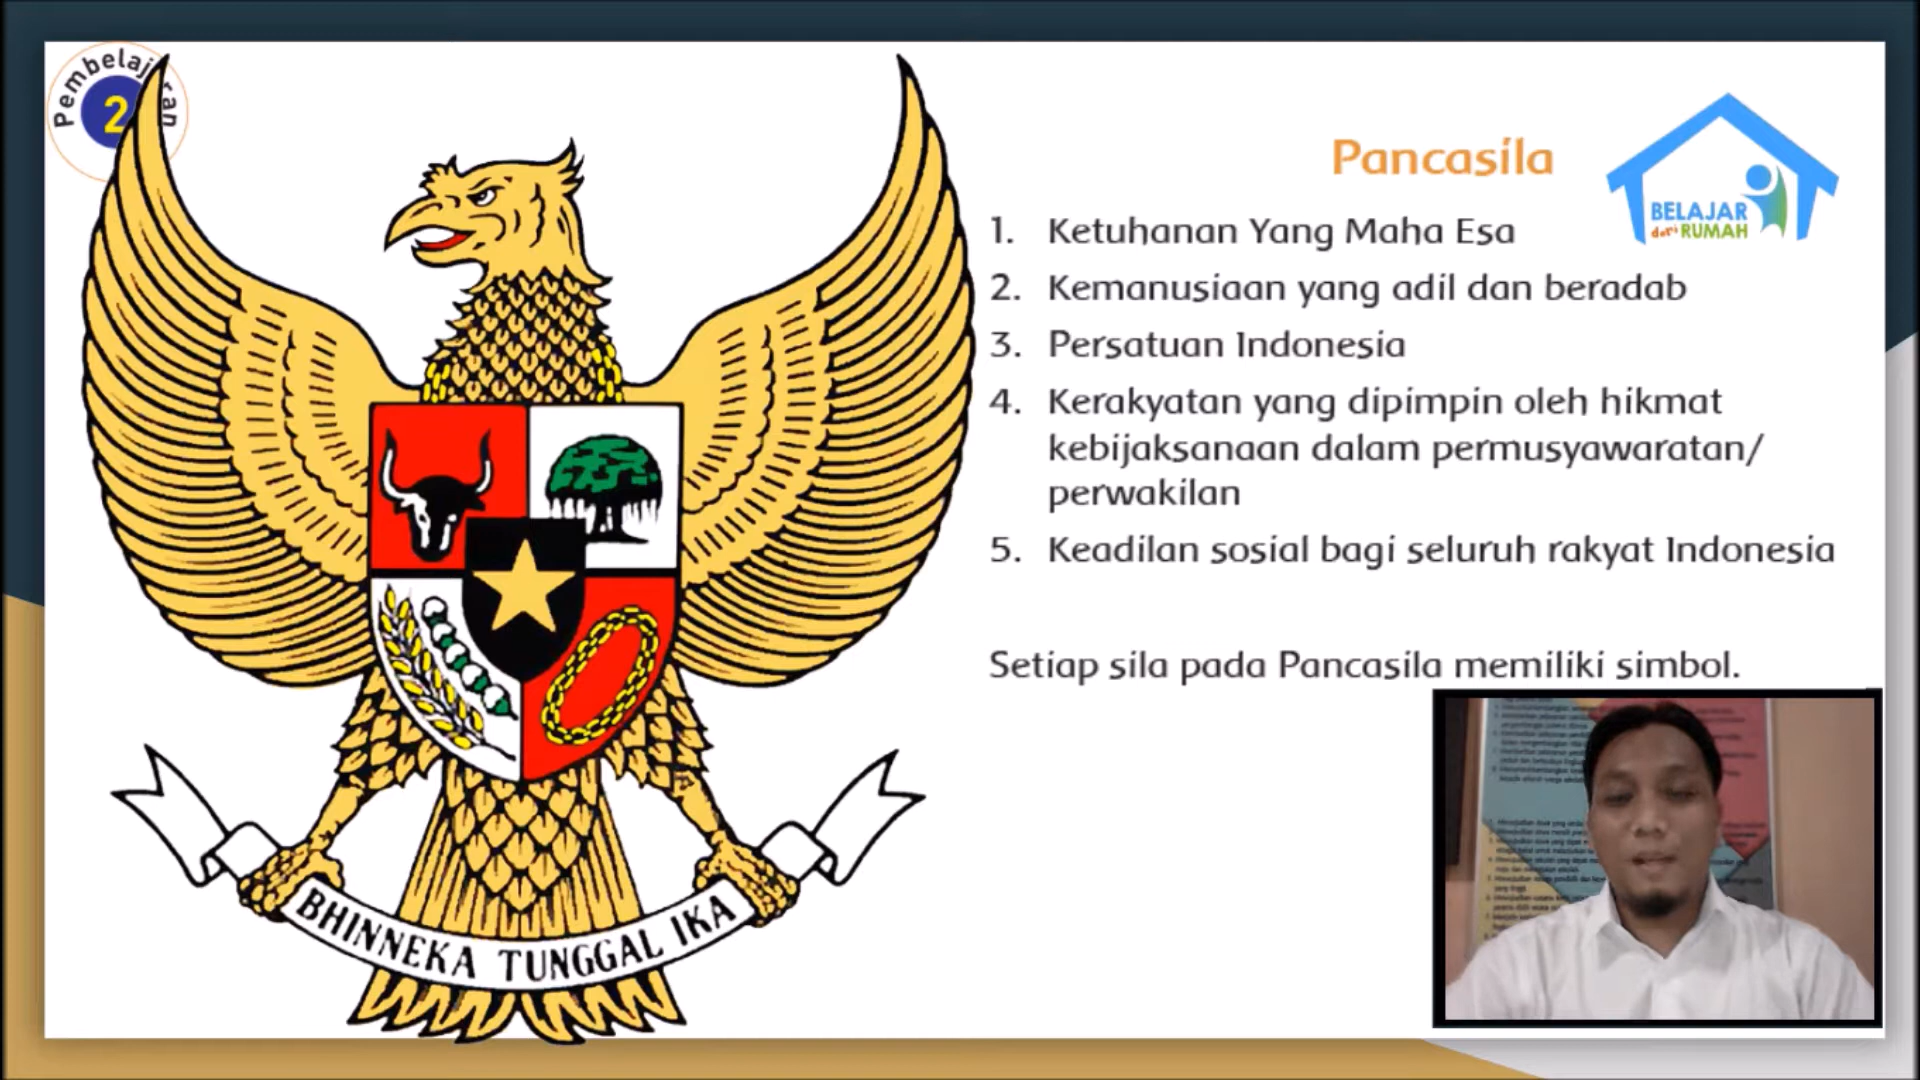 Pembelajaran
2
Pancasila
BELAJAR
dari RUMAH
1. Ketuhanan Yang Maha Esa
2. Kemanusiaan yang adil dan beradab
3. Persatuan Indonesia
4. Kerakyatan yang dipimpin oleh hikmat
kebijaksanaan dalam permusyawaratan/
perwakilan
5. Keadilan sosial bagi seluruh rakyat Indonesia
Setiap sila pada Pancasila memiliki simbol.
BHINNEKA TUNGGAL IKA